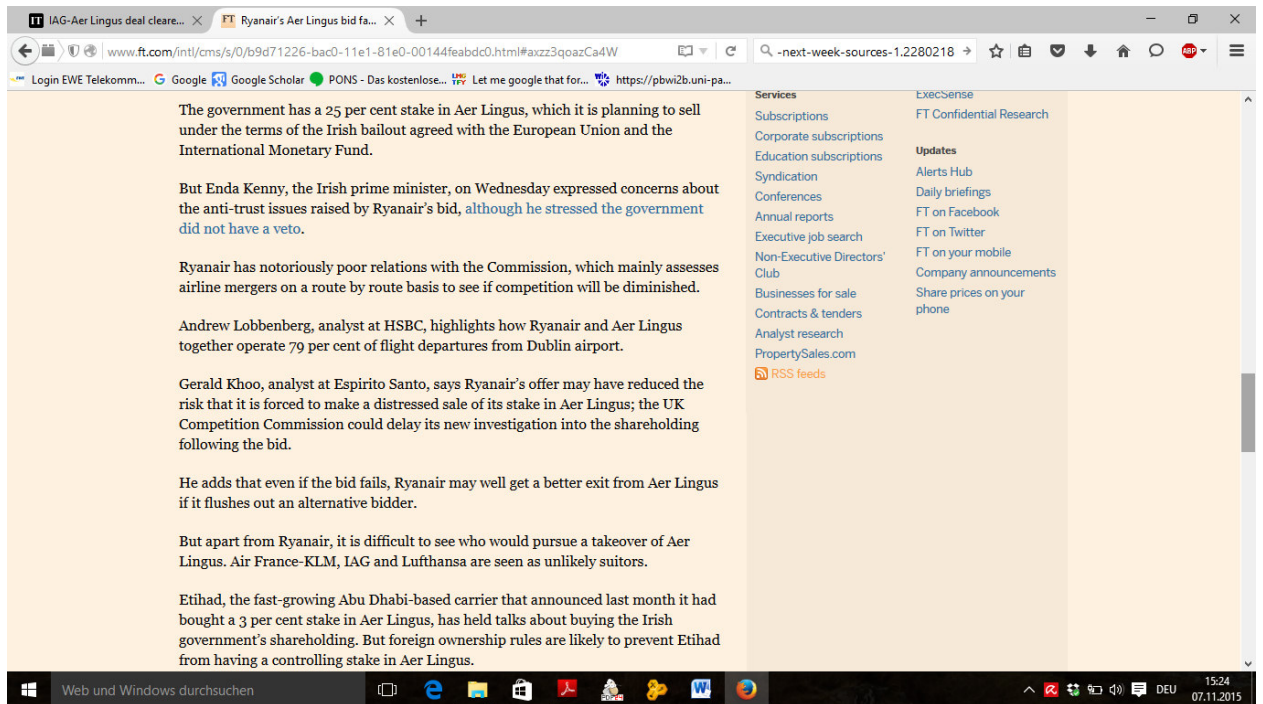 IAG-Aer Lingus deal cleare...
FT Ryanair's Aer Lingus bid fa...
www.ft.com/intl/cms/s/0/b9d71226-bac0-11e1-81e0-00144feabdc0.html#axzz3qoazCa4W
-next-week-sources-1.2280218
ABP
Login EWE Telekomm...
Google
Google Scholar
PONS - Das kostenlose...
LMG TFY Let me google that for...
https://pbwi2b.uni-pa...
The government has a 25 per cent stake in Aer Lingus, which it is planning to sell
under the terms of the Irish bailout agreed with the European Union and the
International Monetary Fund.
But Enda Kenny, the Irish prime minister, on Wednesday expressed concerns about
the anti-trust issues raised by Ryanair's bid, although he stressed the government
did not have a veto.
Ryanair has notoriously poor relations with the Commission, which mainly assesses
airline mergers on a route by route basis to see if competition will be diminished.
Andrew Lobbenberg, analyst at HSBC, highlights how Ryanair and Aer Lingus
together operate 79 per cent of flight departures from Dublin airport.
Gerald Khoo, analyst at Espirito Santo, says Ryanair's offer may have reduced the
risk that it is forced to make a distressed sale of its stake in Aer Lingus; the UK
Competition Commission could delay its new investigation into the shareholding
following the bid.
He adds that even if the bid fails, Ryanair may well get a better exit from Aer Lingus
if it flushes out an alternative bidder.
But apart from Ryanair, it is difficult to see who would pursue a takeover of Aer
Lingus. Air France-KLM, IAG and Lufthansa are seen as unlikely suitors.
Etihad, the fast-growing Abu Dhabi-based carrier that announced last month it had
bought a 3 per cent stake in Aer Lingus, has held talks about buying the Irish
government's shareholding. But foreign ownership rules are likely to prevent Etihad
from having a controlling stake in Aer Lingus.
Services
Subscriptions
Corporate subscriptions
Education subscriptions
Syndication
Conferences
Annual reports
Executive job search
Non-Executive Directors'
Club
Businesses for sale
Contracts & tenders
Analyst research
PropertySales.com
RSS feeds
ExecSense
FT Confidential Research
Updates
Alerts Hub
Daily briefings
FT on Facebook
FT on Twitter
FT on your mobile
Company announcements
Share prices on your
phone
Web und Windows durchsuchen
DEU
15:24
07.11.2015